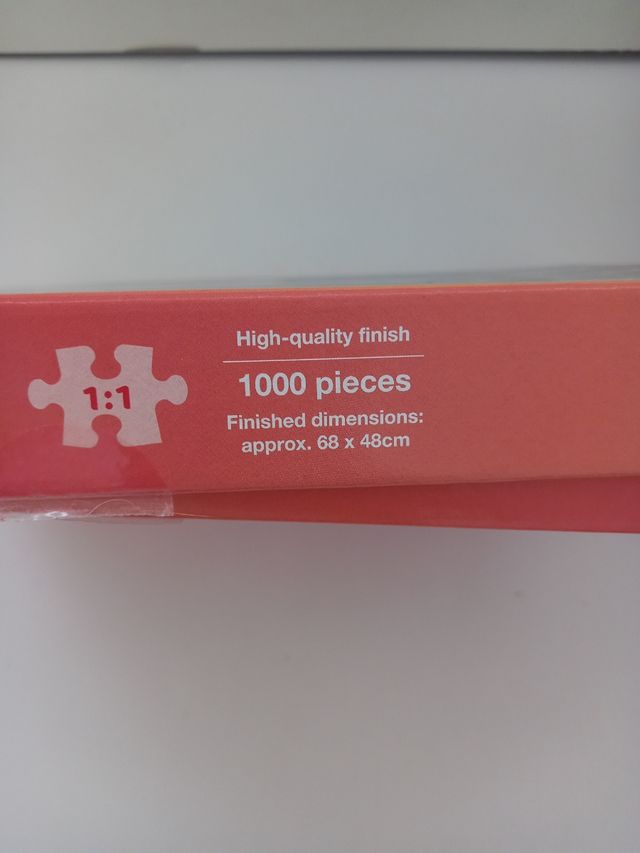 1:1
High-quality finish
1000 pieces
Finished dimensions:
approx. 68 x 48cm